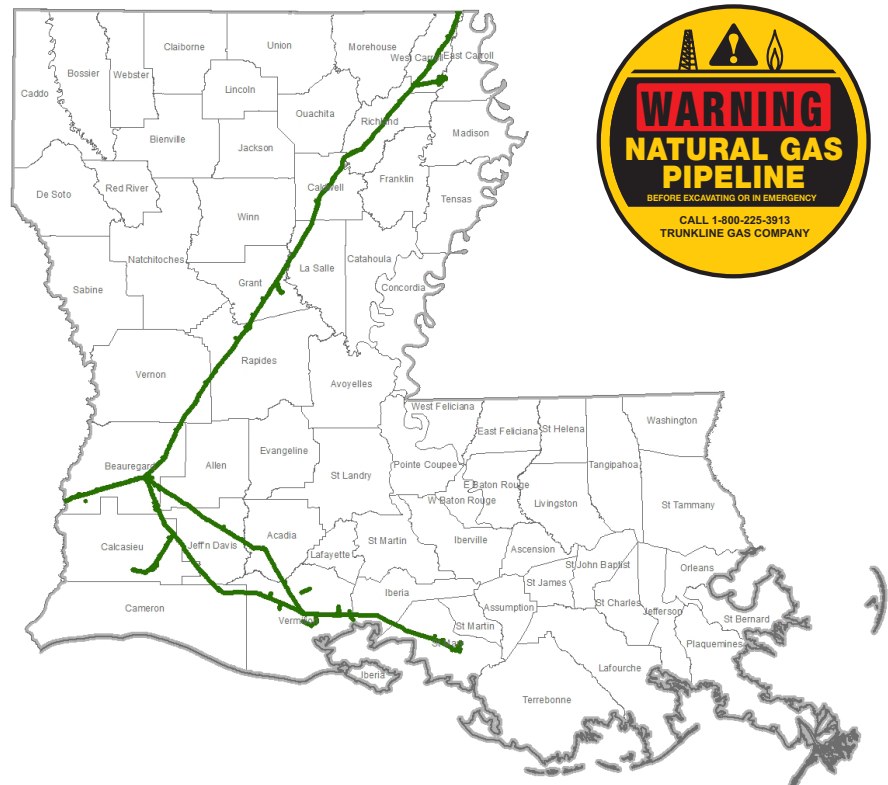 Claiborne
Union
Morehouse
West Carroll
East Carroll
Bossier
Webster
Caddo
Lincoln
Ouachita
Richland
Madison
Bienville
Jackson
De Soto
Red River
Caldwell
Franklin
Tensas
Winn
Natchitoches
La Salle
Catahoula
Sabine
Grant
Concordia
Vernon
Rapides
Avoyelles
West Feliciana
East Feliciana
St Helena
Washington
Beauregard
Allen
Evangeline
St Landry
Pointe Coupee
Tangipahoa
E Baton Rouge
W Baton Rouge
Livingston
St Tammany
Calcasieu
Jeff'n Davis
Acadia
Lafayette
St Martin
Iberville
Ascension
St John Baptist
Orleans
Cameron
Vermilion
Iberia
Assumption
St James
St Charles
Jefferson
St Bernard
St Martin
St Mary
Plaquemines
Iberia
Lafourche
Terrebonne
WARNING
NATURAL GAS
PIPELINE
BEFORE EXCAVATING OR IN EMERGENCY
CALL 1-800-225-3913
TRUNKLINE GAS COMPANY